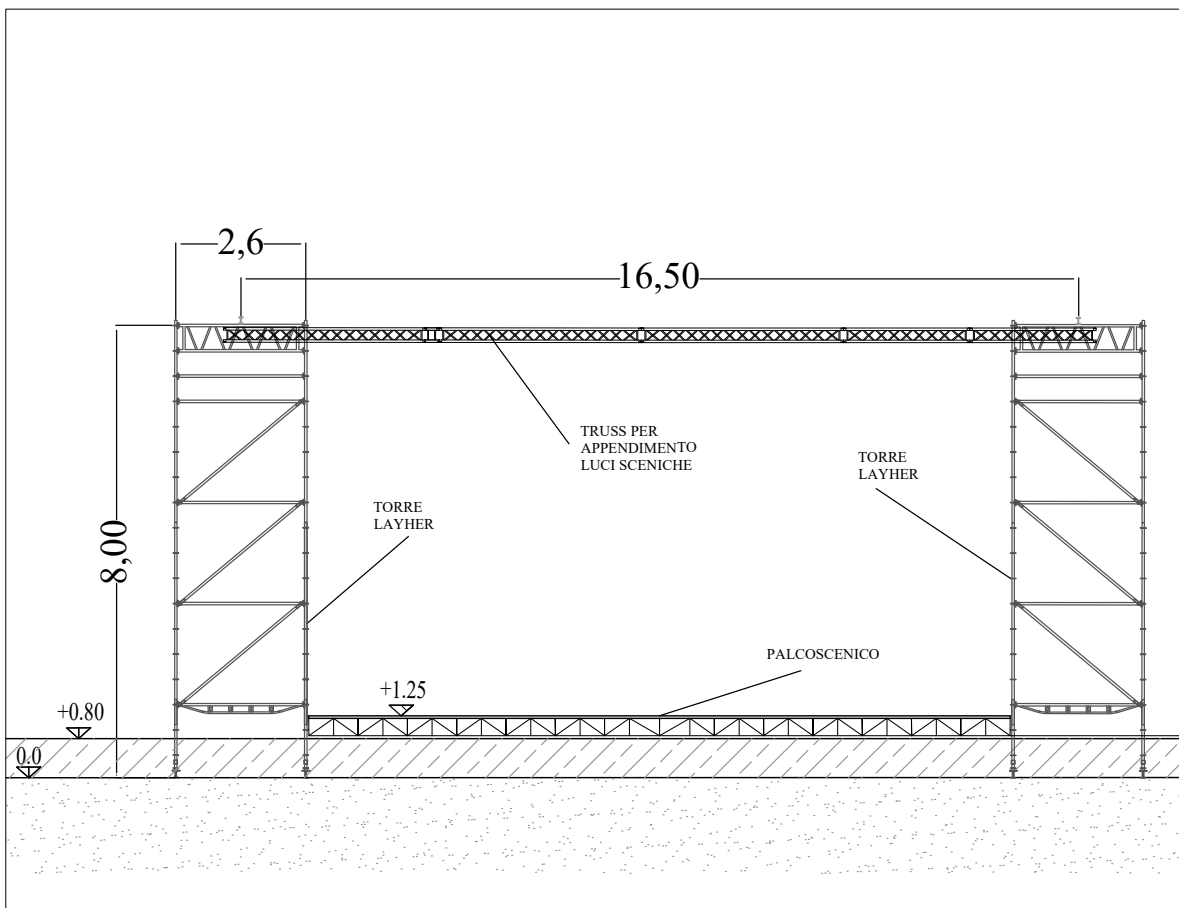 2,6
16,50
TRUSS PER
APPENDIMENTO
LUCI SCENICHE
TORRE
LAYHER
TORRE
LAYHER
8,00
PALCOSCENICO
+1.25
+0.80
0.0